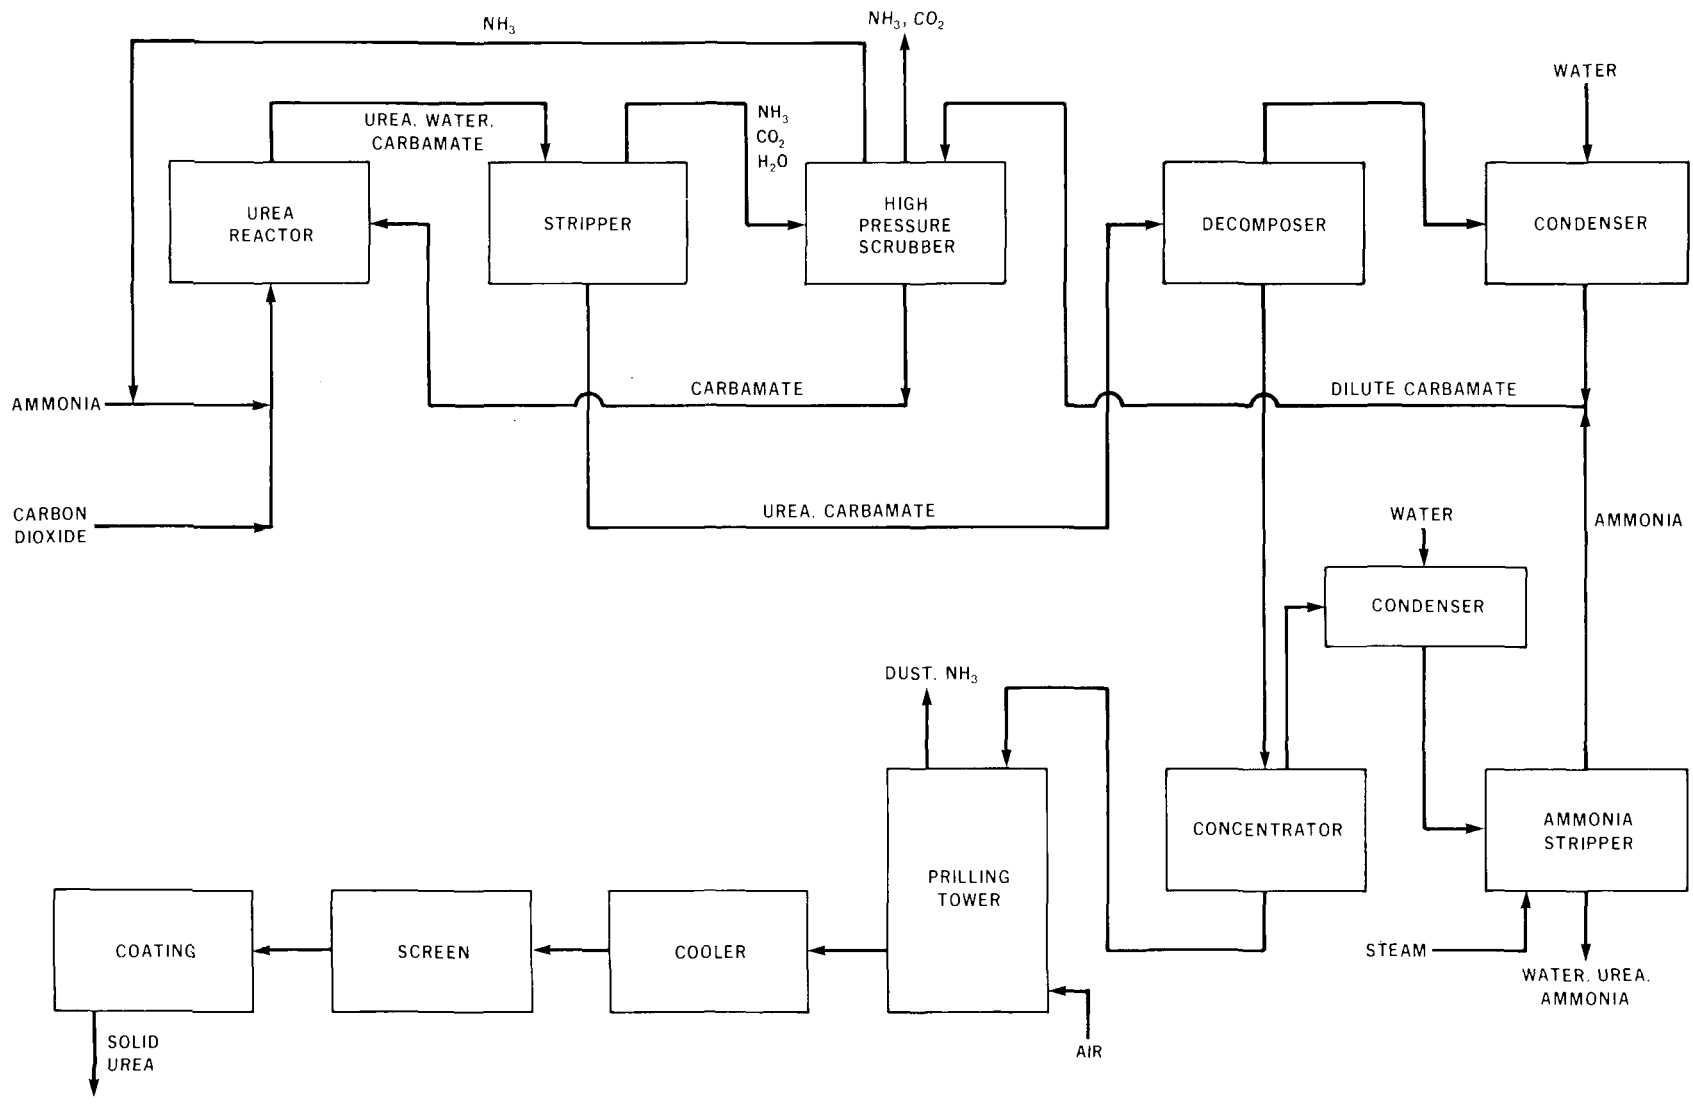 NH₃
NH₃, CO₂
WATER
UREA, WATER,
CARBAMATE
NH₃
CO₂
H₂O
UREA
REACTOR
STRIPPER
HIGH
PRESSURE
SCRUBBER
DECOMPOSER
CONDENSER
CARBAMATE
DILUTE CARBAMATE
AMMONIA
CARBON
DIOXIDE
UREA, CARBAMATE
WATER
AMMONIA
CONDENSER
DUST, NH₃
CONCENTRATOR
AMMONIA
STRIPPER
PRILLING
TOWER
COATING
SCREEN
COOLER
STEAM
WATER, UREA,
AMMONIA
SOLID
UREA
AIR